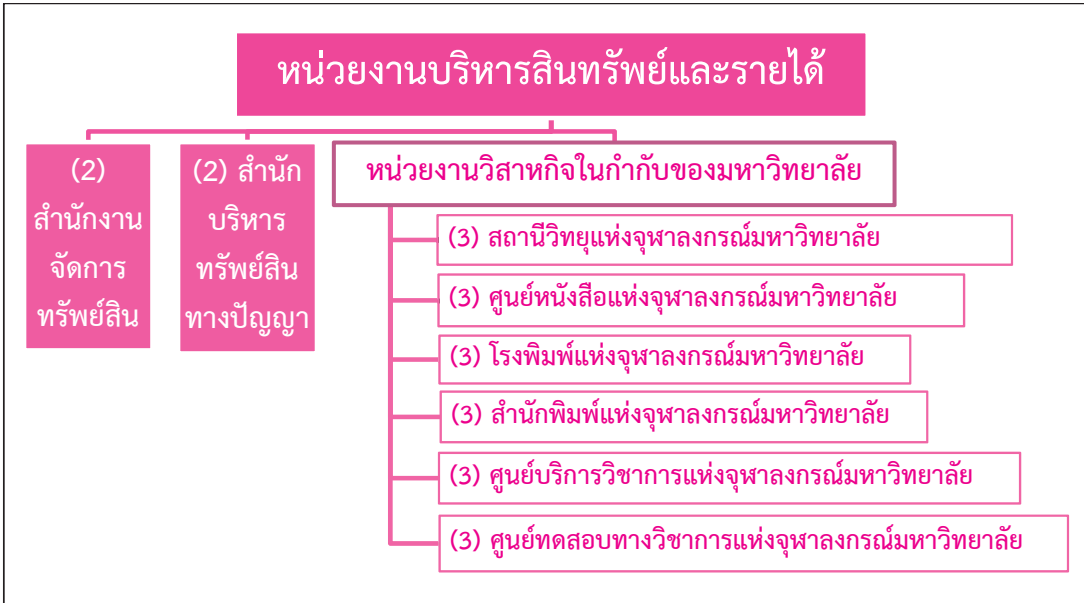 หน่วยงานบริหารสินทรัพย์และรายได้
(2)
สำนักงาน
จัดการ
ทรัพย์สิน
(2) สำนัก
บริหาร
ทรัพย์สิน
ทางปัญญา
หน่วยงานวิสาหกิจในกำกับของมหาวิทยาลัย
(3) สถานีวิทยุแห่งจุฬาลงกรณ์มหาวิทยาลัย
(3) ศูนย์หนังสือแห่งจุฬาลงกรณ์มหาวิทยาลัย
(3) โรงพิมพ์แห่งจุฬาลงกรณ์มหาวิทยาลัย
(3) สำนักพิมพ์แห่งจุฬาลงกรณ์มหาวิทยาลัย
(3) ศูนย์บริการวิชาการแห่งจุฬาลงกรณ์มหาวิทยาลัย
(3) ศูนย์ทดสอบทางวิชาการแห่งจุฬาลงกรณ์มหาวิทยาลัย